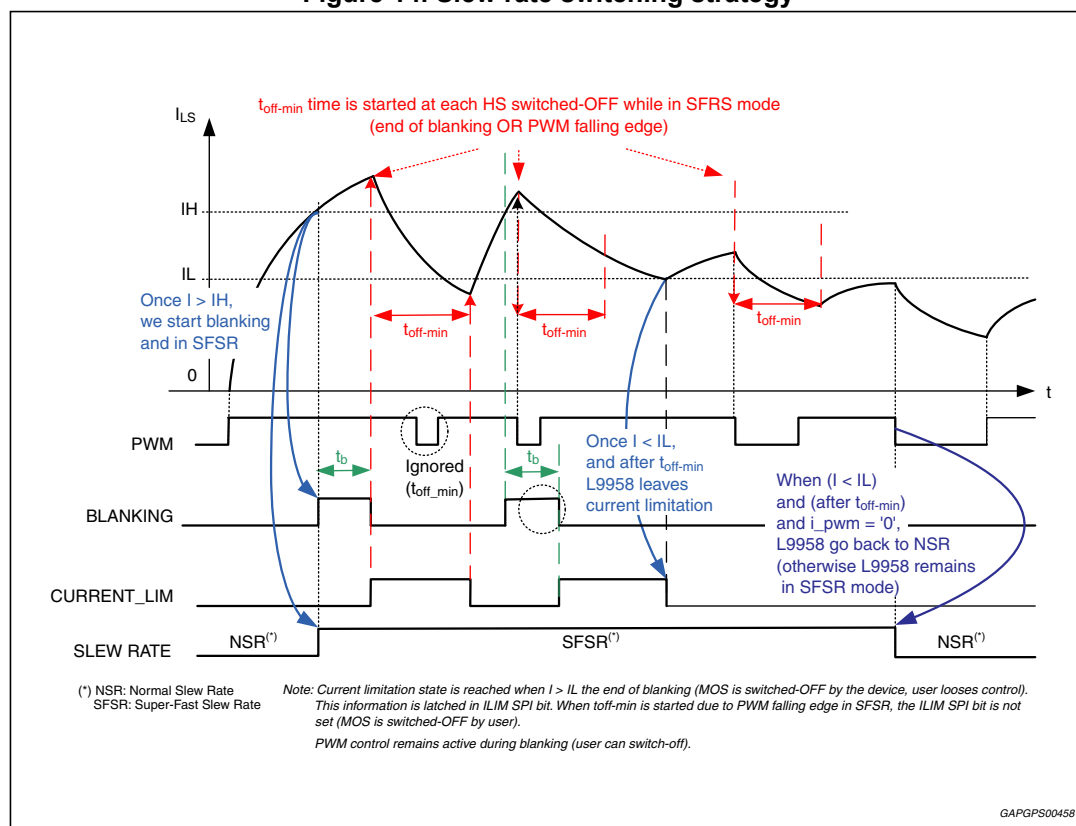 t_off-min time is started at each HS switched-OFF while in SFRS mode
(end of blanking OR PWM falling edge)
I_LS
IH
IL
Once I > IH,
we start blanking
and in SFSR
t_off-min
t_off-min
t_off-min
0
t
PWM
t_b
Ignored
(t_off_min)
t_b
Once I < IL,
and after t_off-min
L9958 leaves
current limitation
When (I < IL)
and (after t_off-min)
and i_pwm = '0',
L9958 go back to NSR
(otherwise L9958 remains
in SFSR mode)
BLANKING
CURRENT_LIM
SLEW RATE
NSR(*)
SFSR(*)
NSR(*)
(*) NSR: Normal Slew Rate
SFSR: Super-Fast Slew Rate
Note: Current limitation state is reached when I > IL the end of blanking (MOS is switched-OFF by the device, user looses control).
This information is latched in ILIM SPI bit. When toff-min is started due to PWM falling edge in SFSR, the ILIM SPI bit is not
set (MOS is switched-OFF by user).
PWM control remains active during blanking (user can switch-off).
GAPGPS00458